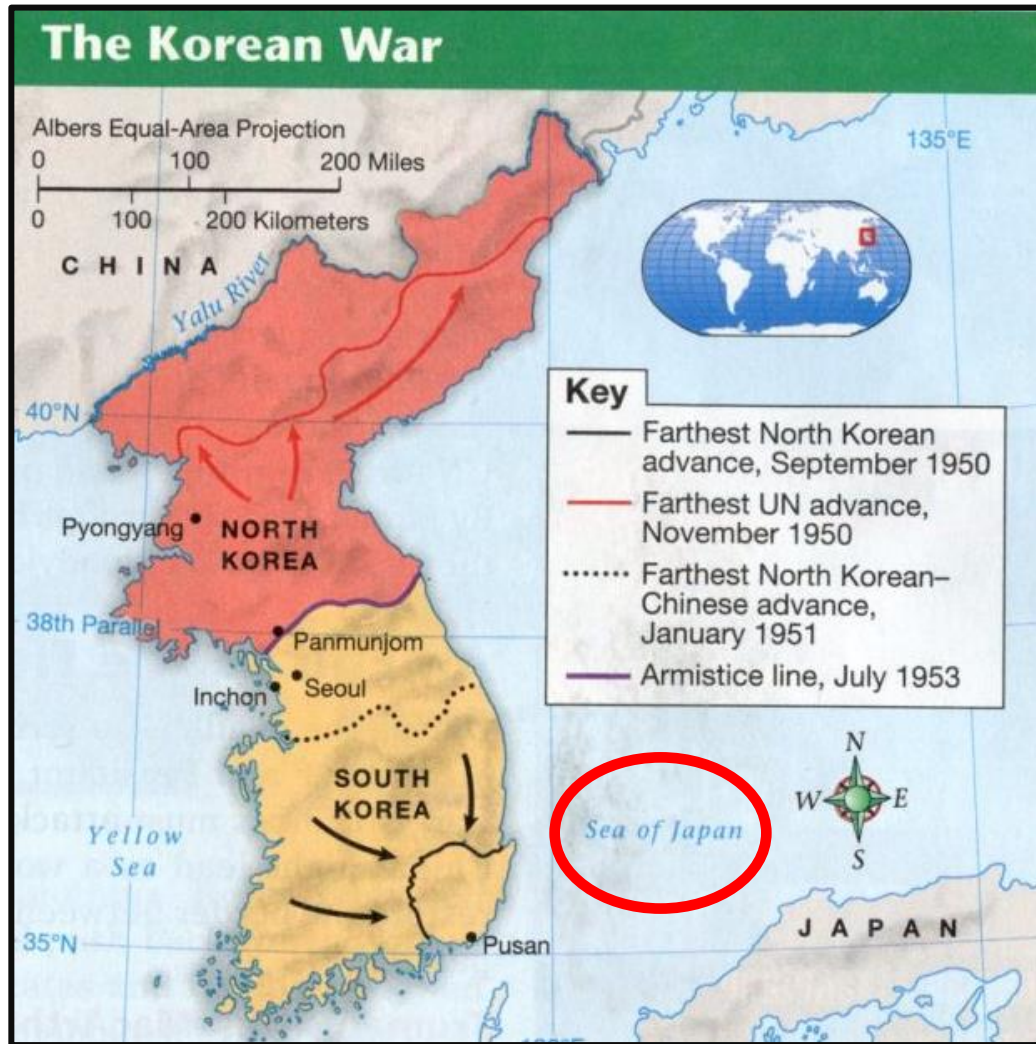 The Korean War
Albers Equal-Area Projection
0 100 200 Miles
0 100 200 Kilometers
135°E
CHINA
Yalu River
40°N
Key
Farthest North Korean
advance, September 1950
Farthest UN advance,
November 1950
Farthest North Korean–
Chinese advance,
January 1951
Armistice line, July 1953
Pyongyang
NORTH
KOREA
38th Parallel
Panmunjom
Inchon
Seoul
SOUTH
KOREA
Yellow
Sea
Sea of Japan
N
W E
S
JAPAN
35°N
Pusan